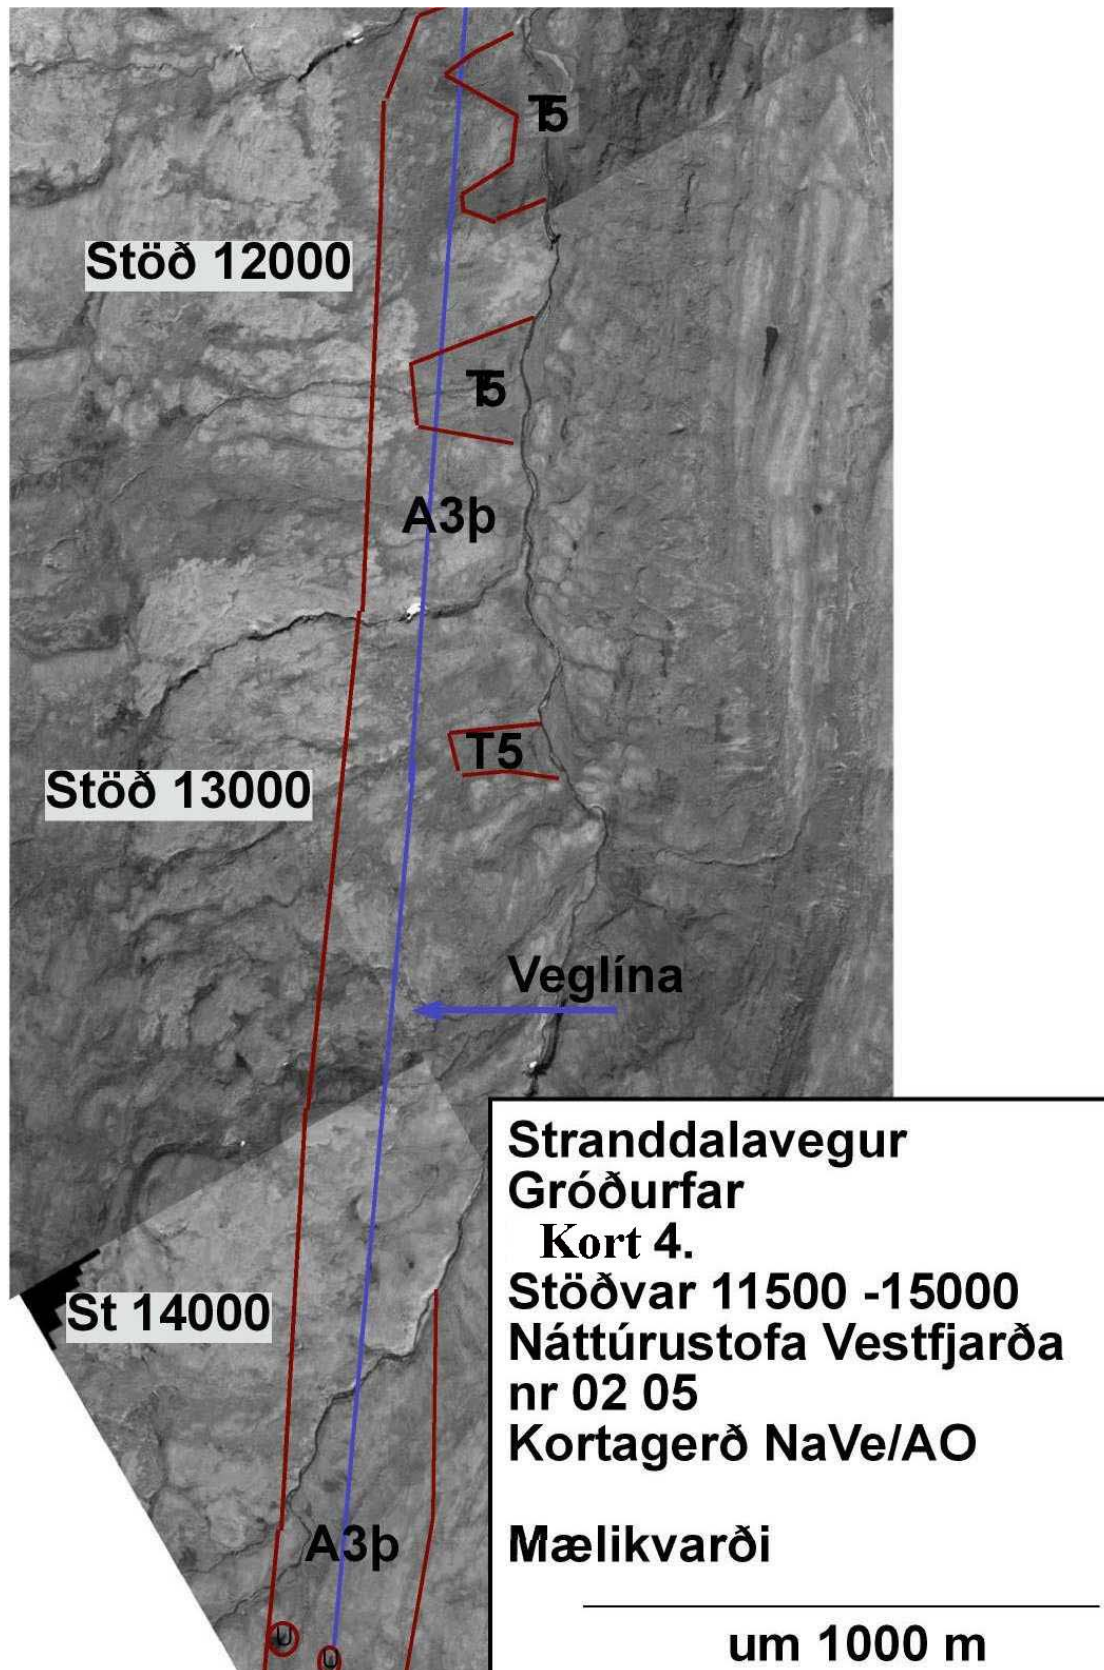 T5
Stöð 12000
T5
A3þ
T5
Stöð 13000
Veglína
St 14000
A3þ
U
U
Stranddalavegur
Gróðurfar
Kort 4.
Stöðvar 11500 -15000
Náttúrustofa Vestfjarða
nr 02 05
Kortagerð NaVe/AO
Mælikvarði
um 1000 m